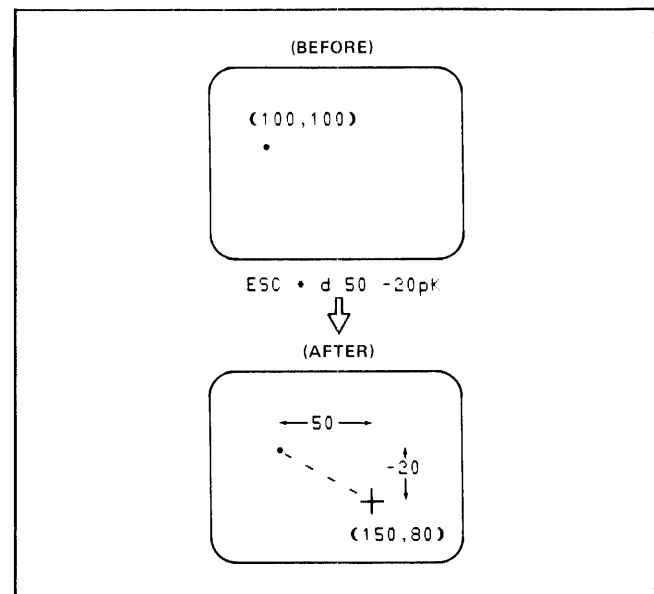 (BEFORE)
(100,100)
ESC * d 50 -20pK
(AFTER)
50
-20
(150,80)